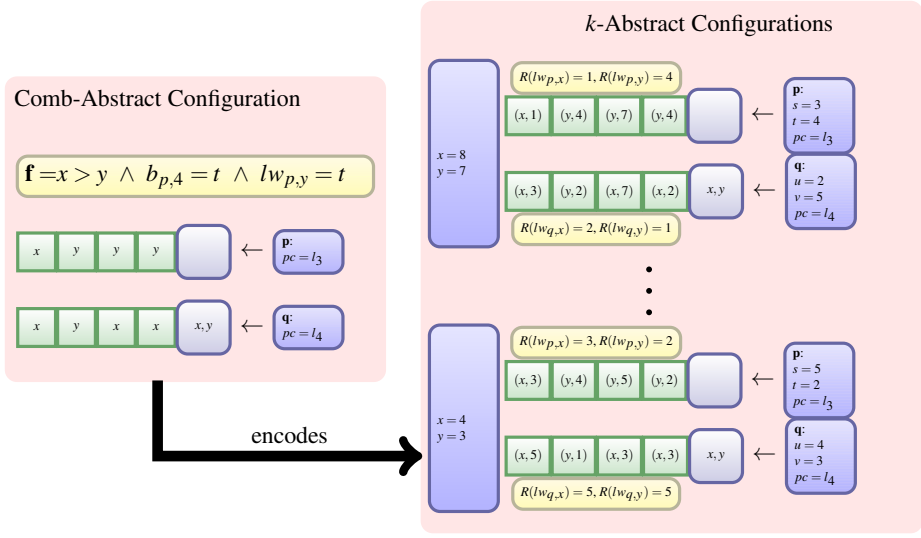 k-Abstract Configurations
Comb-Abstract Configuration
f =x > y ∧ b_{p,4} = t ∧ lw_{p,y} = t
x y y y
p:
pc = l_3
x y x x x,y
q:
pc = l_4
encodes
x = 8
y = 7
R(lw_{p,x}) = 1, R(lw_{p,y}) = 4
(x,1) (y,4) (y,7) (y,4)
←
p:
s = 3
t = 4
pc = l_3
(x,3) (y,2) (x,7) (x,2) x,y
←
q:
u = 2
v = 5
pc = l_4
R(lw_{q,x}) = 2, R(lw_{q,y}) = 1
x = 4
y = 3
R(lw_{p,x}) = 3, R(lw_{p,y}) = 2
(x,3) (y,4) (y,5) (y,2)
←
p:
s = 5
t = 2
pc = l_3
(x,5) (y,1) (x,3) (x,3) x,y
←
q:
u = 4
v = 3
pc = l_4
R(lw_{q,x}) = 5, R(lw_{q,y}) = 5